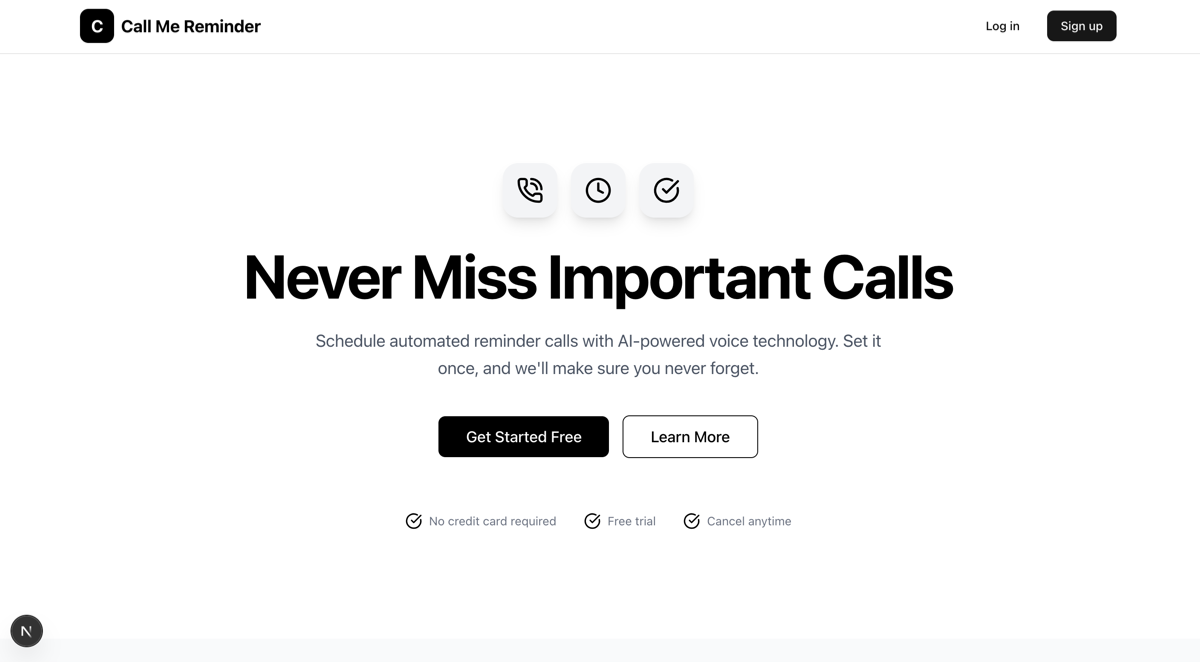 C
Call Me Reminder
Log in
Sign up
Never Miss Important Calls
Schedule automated reminder calls with AI-powered voice technology. Set it
once, and we'll make sure you never forget.
Get Started Free
Learn More
No credit card required
Free trial
Cancel anytime
N